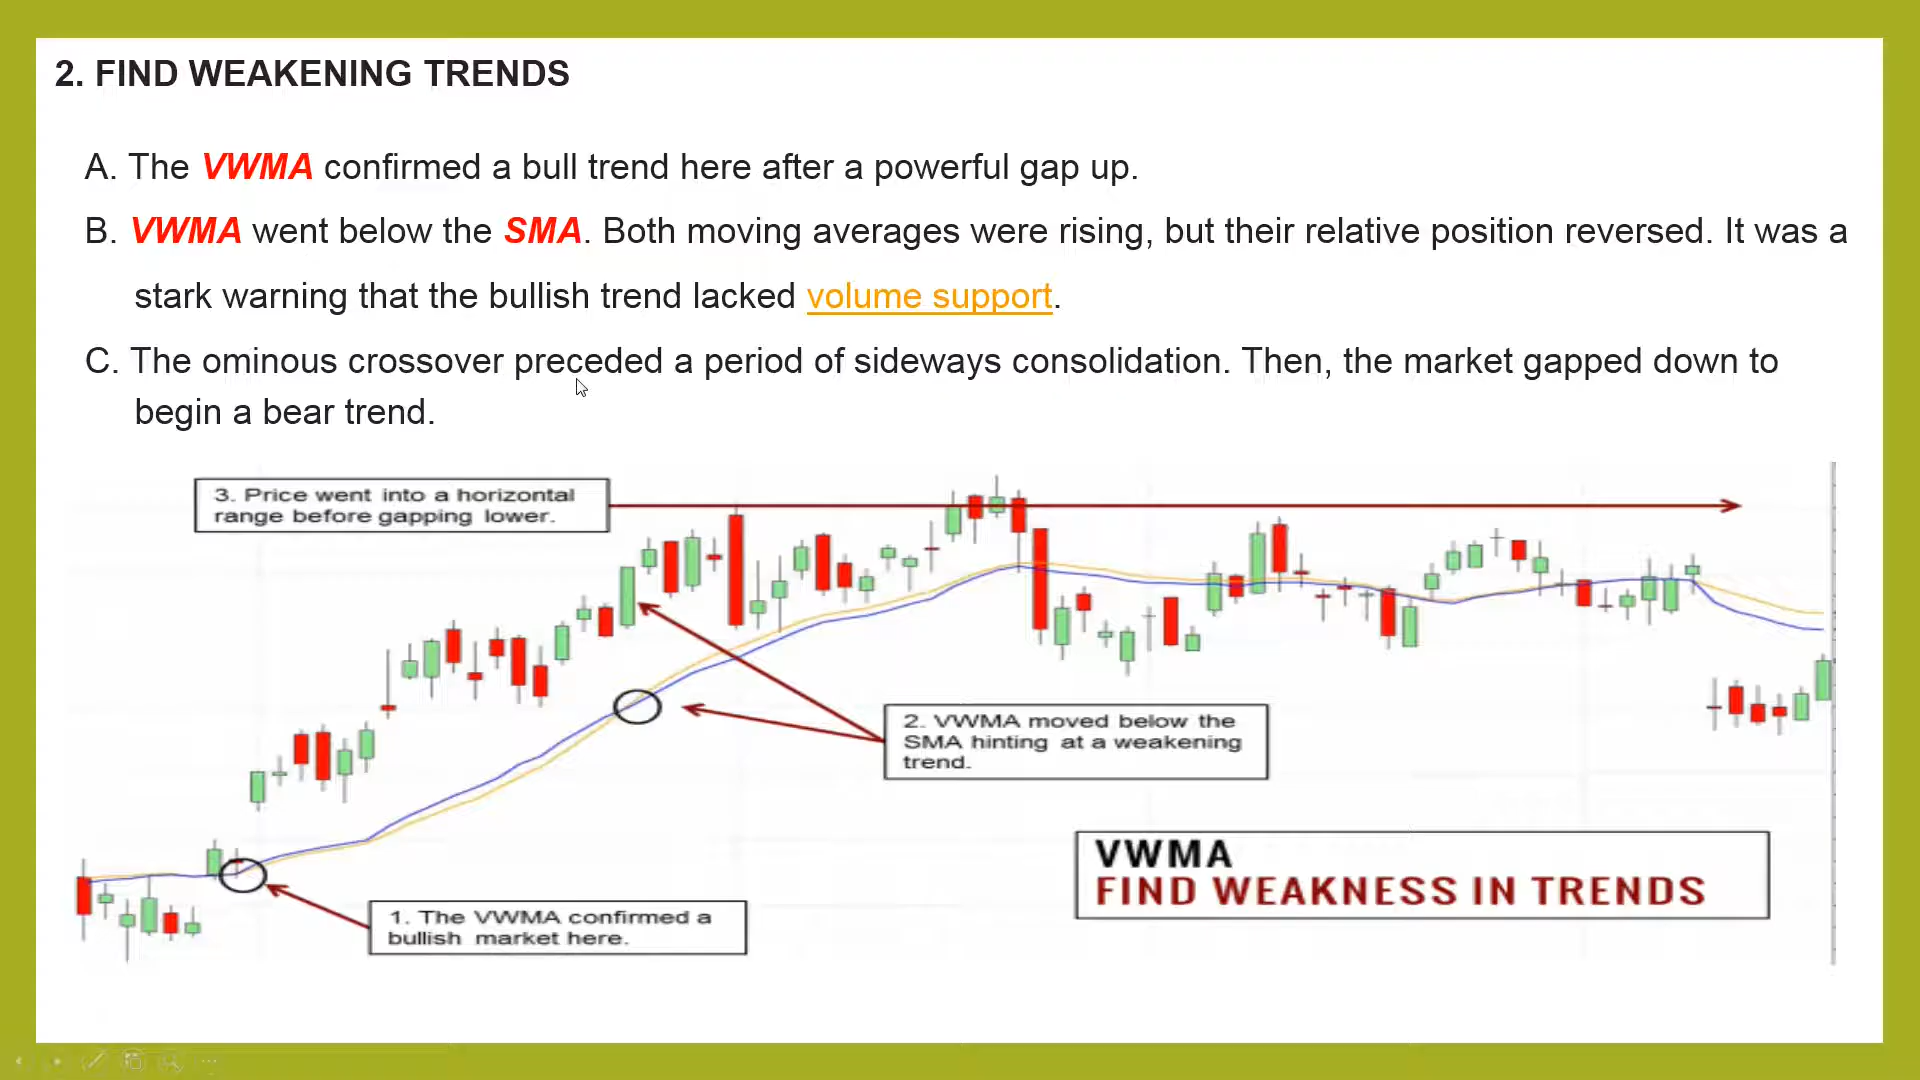 2. FIND WEAKENING TRENDS
A. The VWMA confirmed a bull trend here after a powerful gap up.
B. VWMA went below the SMA. Both moving averages were rising, but their relative position reversed. It was a
stark warning that the bullish trend lacked volume support.
C. The ominous crossover preceded a period of sideways consolidation. Then, the market gapped down to
begin a bear trend.
3. Price went into a horizontal
range before gapping lower.
2. VWMA moved below the
SMA hinting at a weakening
trend.
VWMA
FIND WEAKNESS IN TRENDS
1. The VWMA confirmed a
bullish market here.